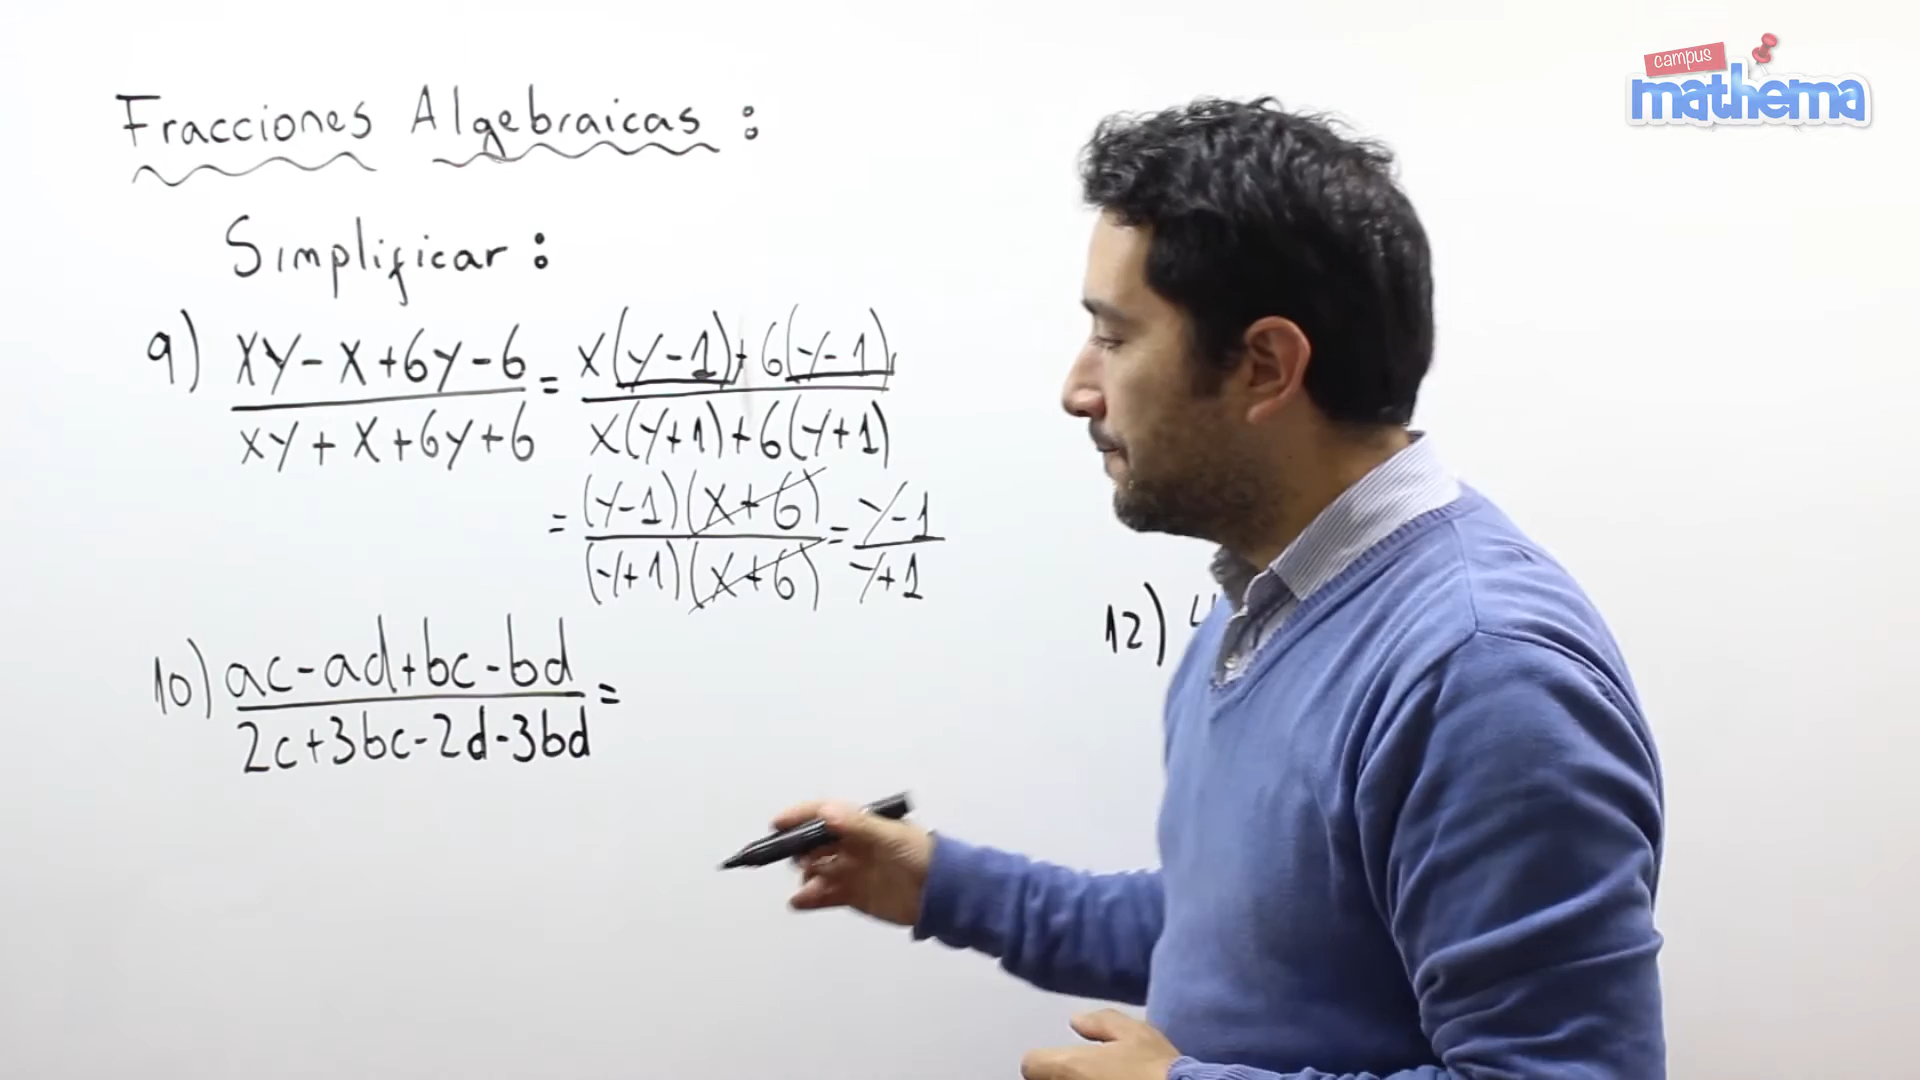 campus
mathema
Fracciones Algebraicas :
Simplificar :
9) xy - x + 6y - 6 / xy + x + 6y + 6 = x(y-1) + 6(y-1) / x(y+1) + 6(y+1)
= (y-1)(x+6) / (y+1)(x+6) = y-1 / y+1
10) ac - ad + bc - bd / 2c + 3bc - 2d - 3bd =
12)